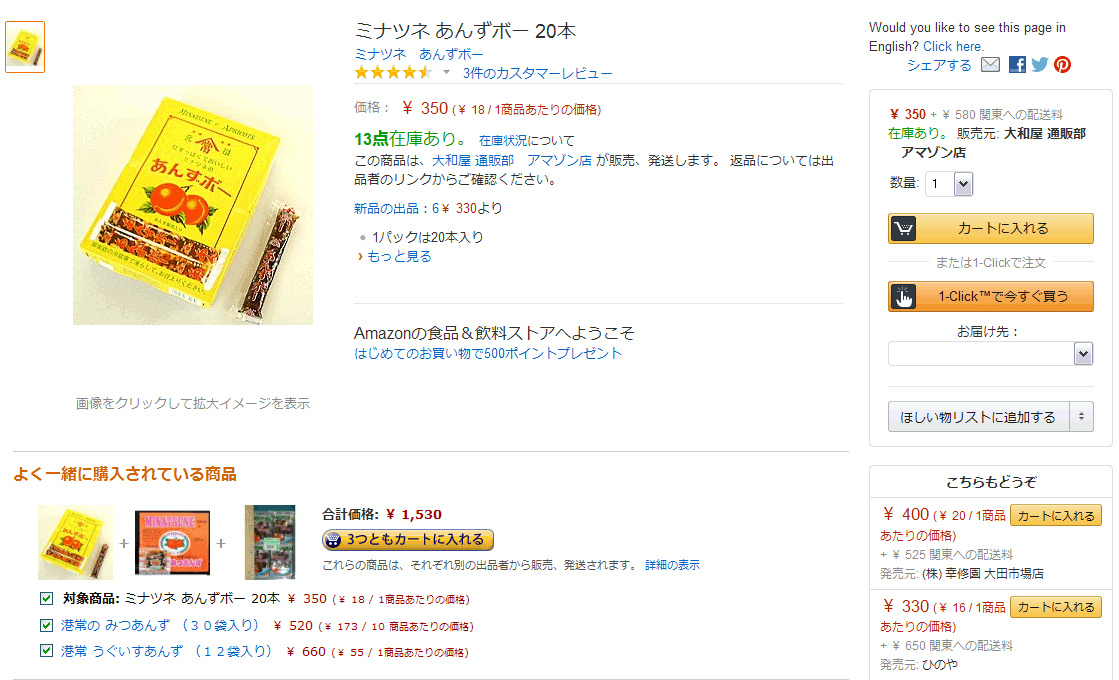 ミナツネ あんずボー 20本
ミナツネ　あんずボー
3件のカスタマーレビュー
価格： ￥ 350 (￥ 18 / 1商品あたりの価格)
13点在庫あり。 在庫状況について
この商品は、大和屋 通販部　アマゾン店 が販売、発送します。 返品については出
品者のリンクからご確認ください。
新品の出品：6￥ 330より
1パックは20本入り
もっと見る
Amazonの食品＆飲料ストアへようこそ
はじめてのお買い物で500ポイントプレゼント
MINATSUNE APRICOTS
元 祖
甘ずっぱくておいしい
ミナツネの
あんずボー
画像をクリックして拡大イメージを表示
Would you like to see this page in
English? Click here.
シェアする
￥ 350 + ￥ 580 関東への配送料
在庫あり。 販売元: 大和屋 通販部
アマゾン店
数量: 1
カートに入れる
または1-Clickで注文
1-Click™で今すぐ買う
お届け先：
ほしい物リストに追加する
よく一緒に購入されている商品
MINATSUNE
合計価格: ￥ 1,530
3つともカートに入れる
これらの商品は、それぞれ別の出品者から販売、発送されます。 詳細の表示
対象商品: ミナツネ あんずボー 20本 ￥ 350 (￥ 18 / 1商品あたりの価格)
港常の みつあんず （３０袋入り） ￥ 520 (￥ 173 / 10 商品あたりの価格)
港常 うぐいすあんず （１２袋入り） ￥ 660 (￥ 55 / 1商品あたりの価格)
こちらもどうぞ
￥ 400 (￥ 20 / 1商品 カートに入れる
あたりの価格)
+ ￥ 525 関東への配送料
発売元: (株) 幸修園 大田市場店
￥ 330 (￥ 16 / 1商品 カートに入れる
あたりの価格)
+ ￥ 650 関東への配送料
発売元: ひのや